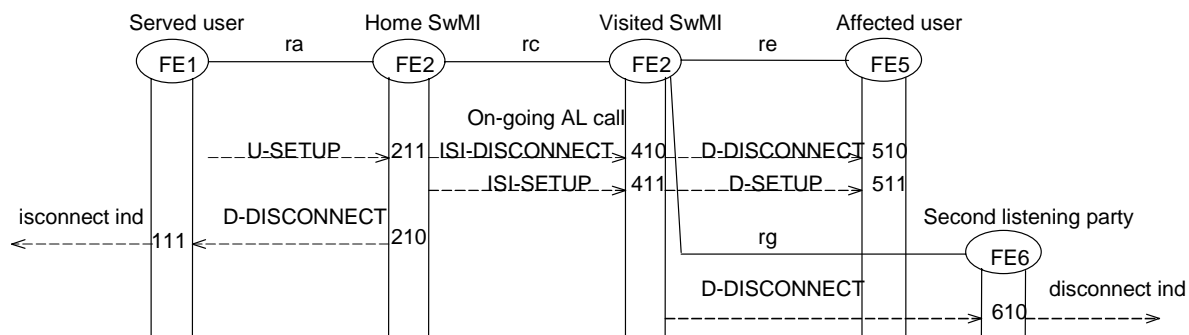 Served user Home SwMI Visited SwMI Affected user
ra rc re
FE1 FE2 FE2 FE5
On-going AL call
U-SETUP 211 ISI-DISCONNECT 410 D-DISCONNECT 510
ISI-SETUP 411 D-SETUP 511
isconnect ind D-DISCONNECT Second listening party
111 210 rg
FE6
D-DISCONNECT disconnect ind
610